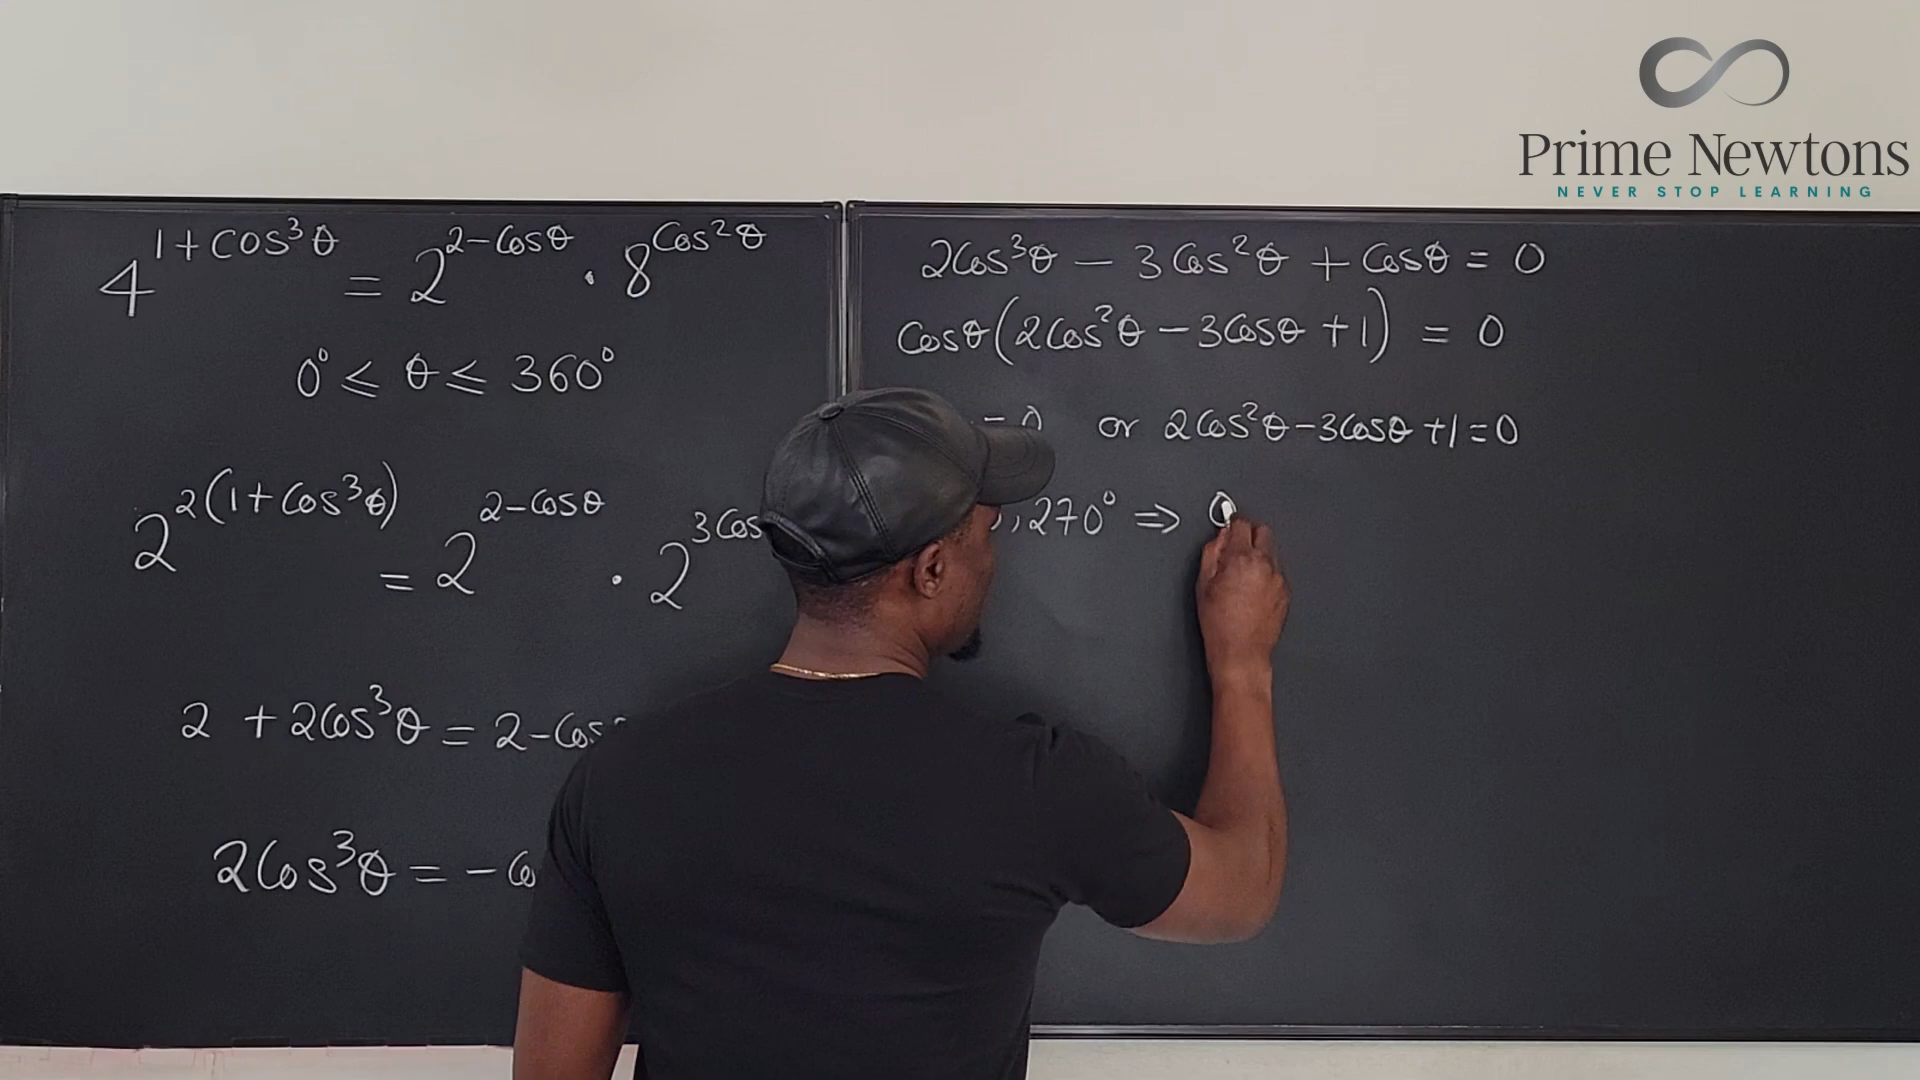 Prime Newtons
NEVER STOP LEARNING
4^{1+cos³θ} = 2^{2-cosθ} · 8^{cos²θ}
0° ≤ θ ≤ 360°
2^{2(1+cos³θ)} = 2^{2-cosθ} · 2^{3cos
2 + 2cos³θ = 2-cos
2cos³θ = -co
2cos³θ - 3cos²θ + cosθ = 0
cosθ(2cos²θ - 3cosθ + 1) = 0
=0 or 2cos²θ-3cosθ+1=0
,270° ⇒